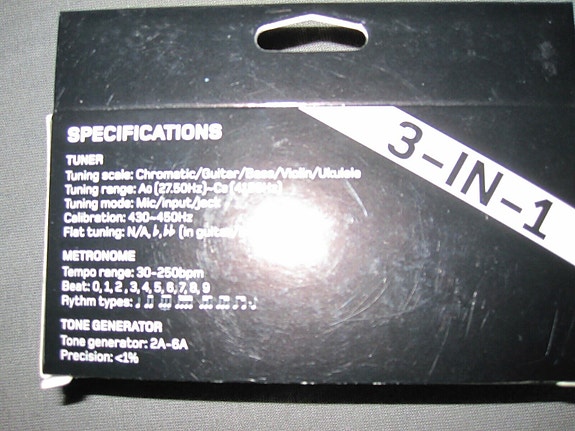 3-IN-1
SPECIFICATIONS
TUNER
Tuning scale: Chromatic/Guitar/Bass/Violin/Ukulele
Tuning range: A0 (27.50Hz)~C8
Tuning mode: Mic/input/jack
Calibration: 430~450Hz
Flat tuning: N/A, ♭, ♭♭ (in guitar/
METRONOME
Tempo range: 30~250bpm
Beat: 0, 1, 2 , 3, 4, 5, 6, 7, 8, 9
Rythm types:
TONE GENERATOR
Tone generator: 2A-6A
Precision: <1%